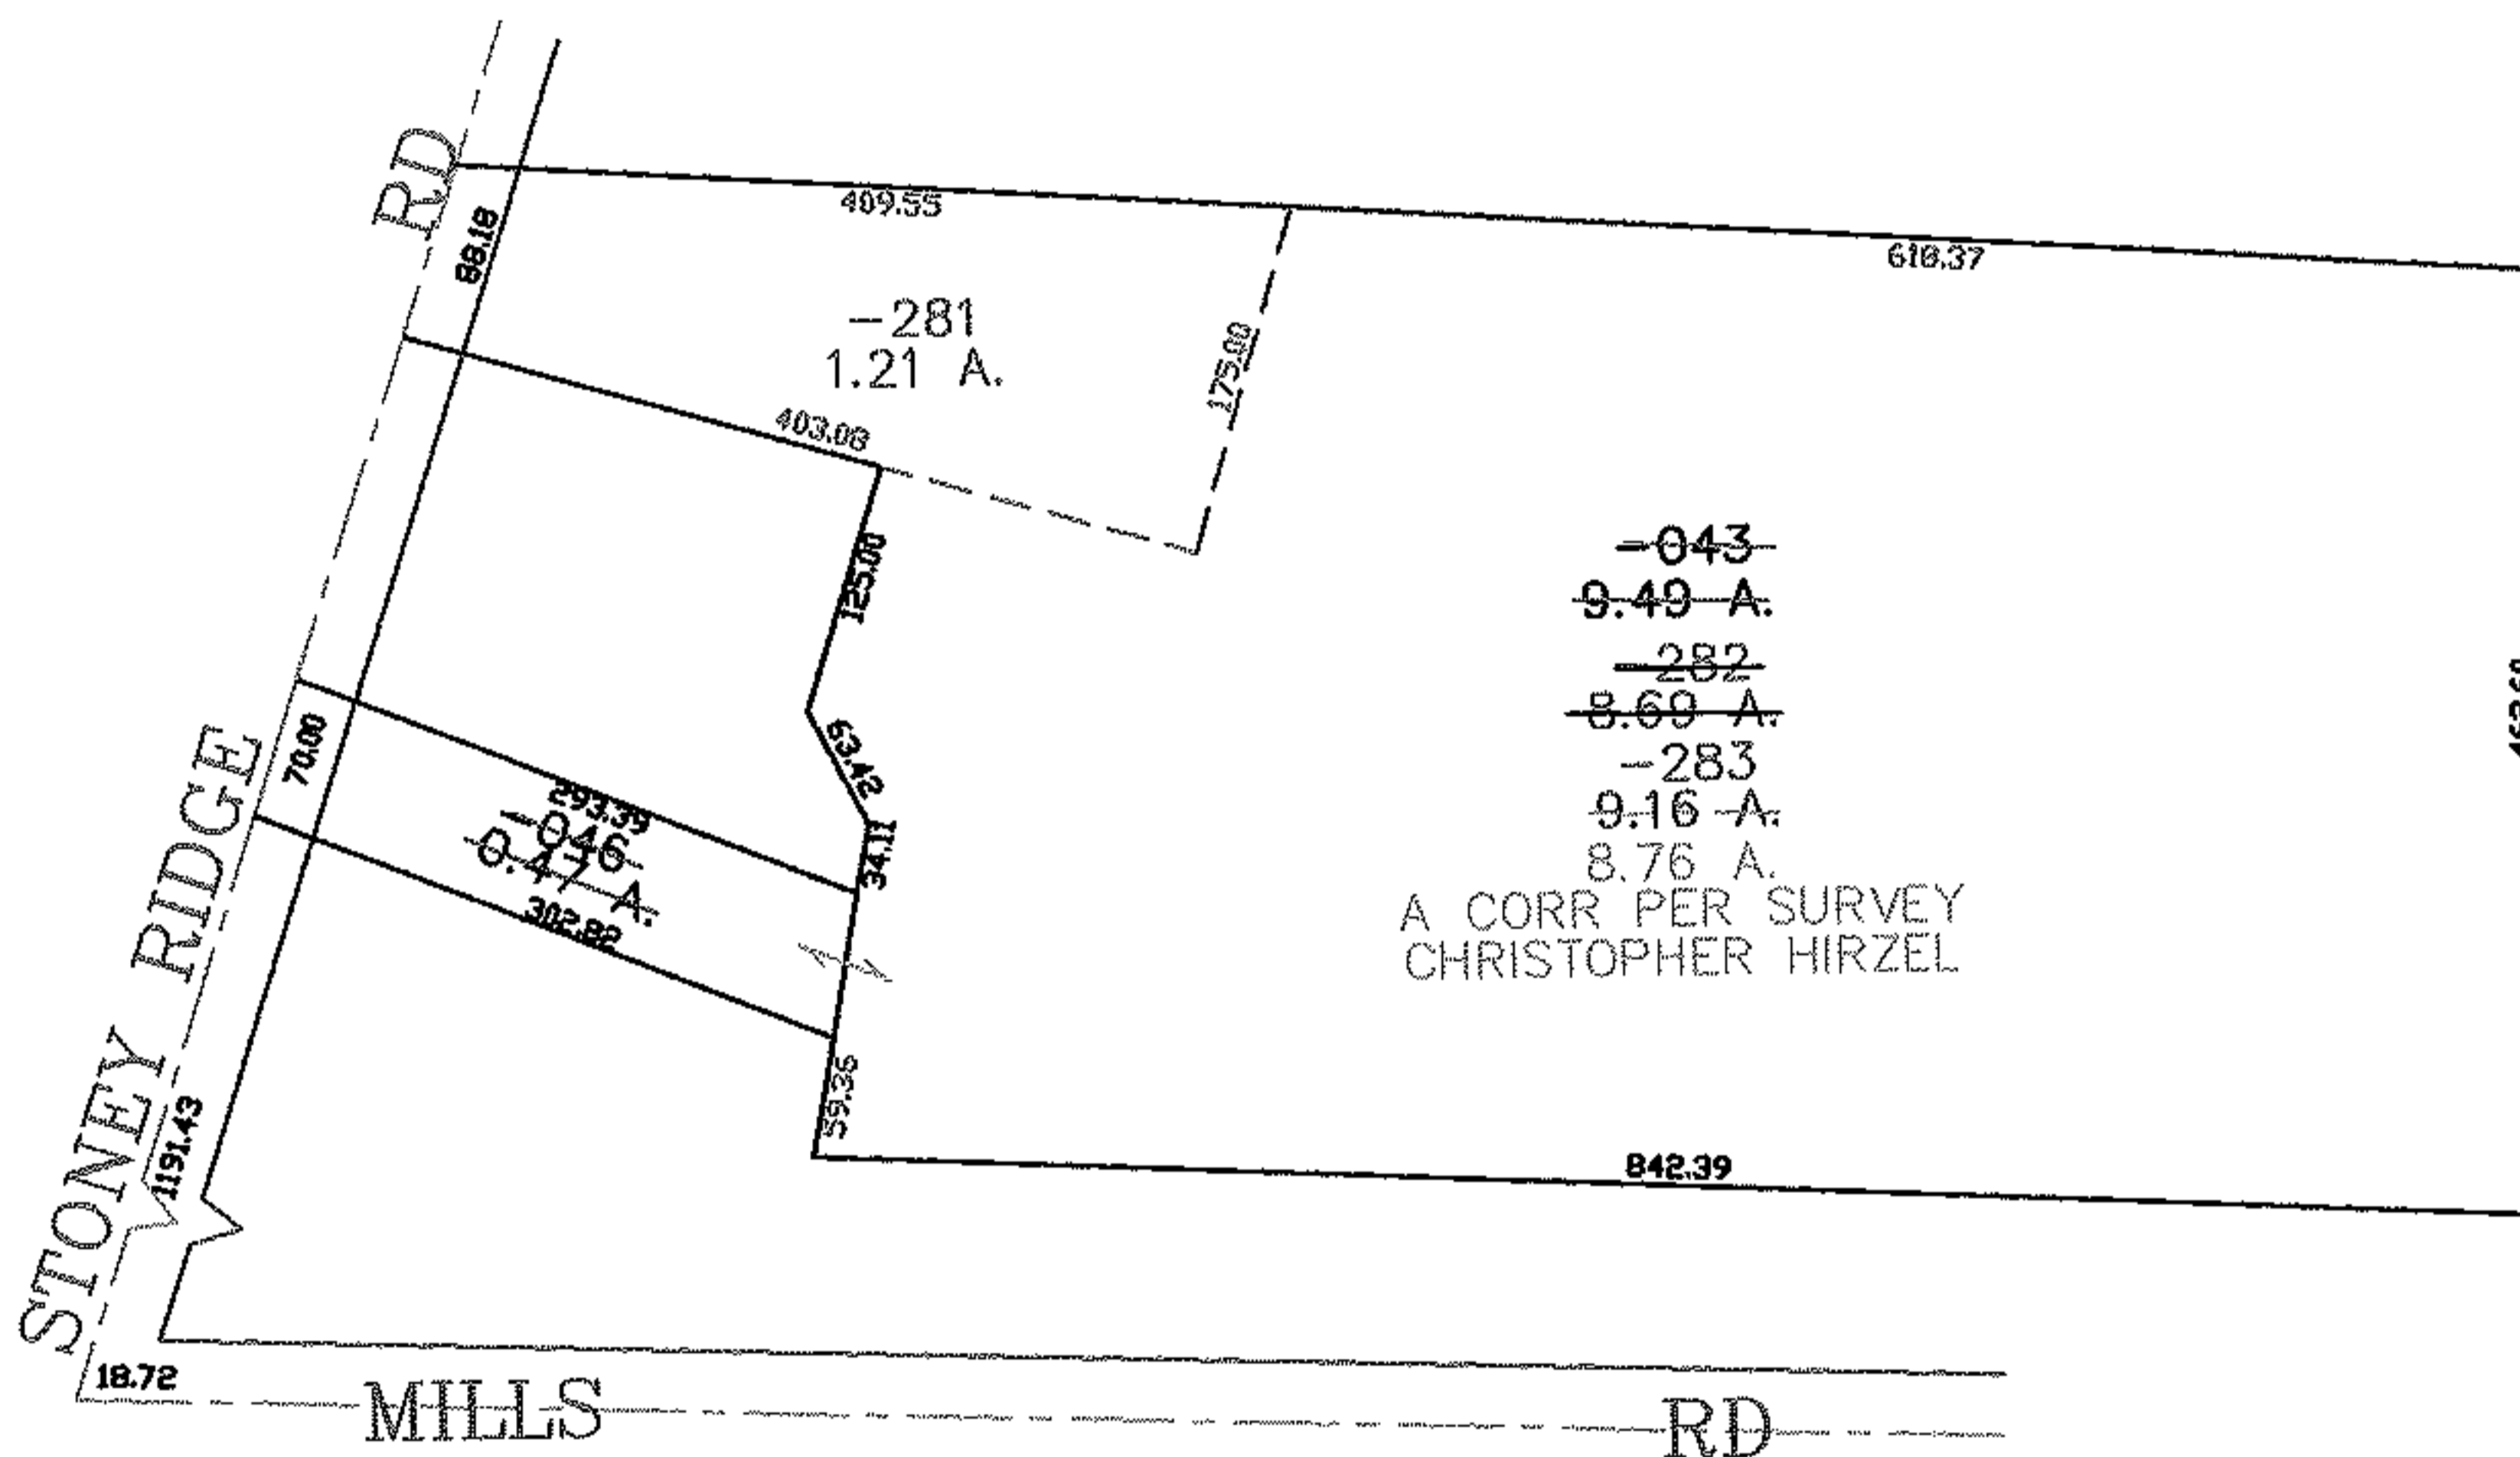 RD
88.18
409.55
618.37
-281
1.21 A.
175.00
403.08
125.00
-043
9.49 A.
-282
8.69 A.
-283
9.16 A.
8.76 A.
A CORR PER SURVEY
CHRISTOPHER HIRZEL
63.42
34.11
70.00
293.39
-046
0.47 A.
302.82
59.36
STONEY RIDGE
1191.43
842.39
18.72
MILLS RD